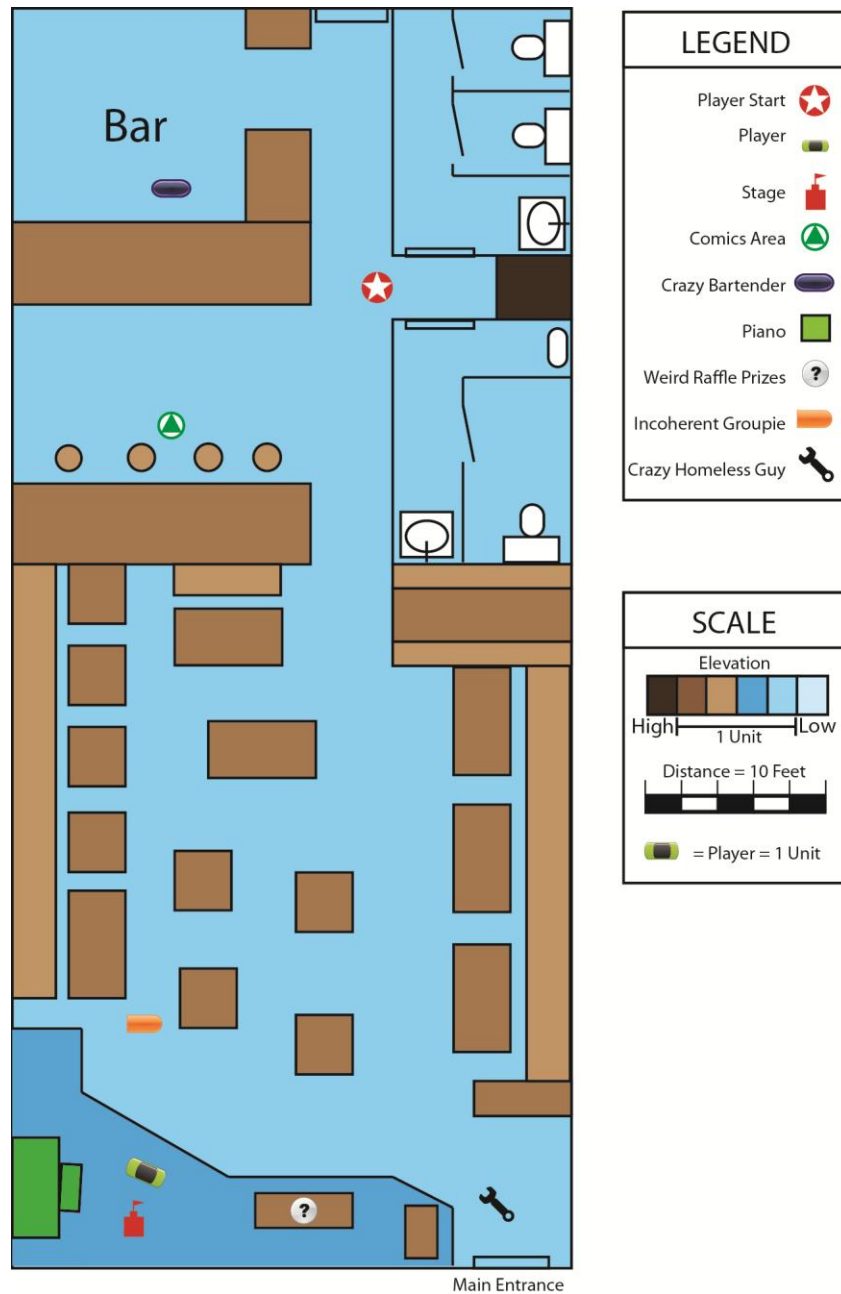 Bar
Main Entrance
LEGEND
Player Start
Player
Stage
Comics Area
Crazy Bartender
Piano
Weird Raffle Prizes
?
Incoherent Groupie
Crazy Homeless Guy
SCALE
Elevation
High
1 Unit
Low
Distance = 10 Feet
= Player = 1 Unit
?